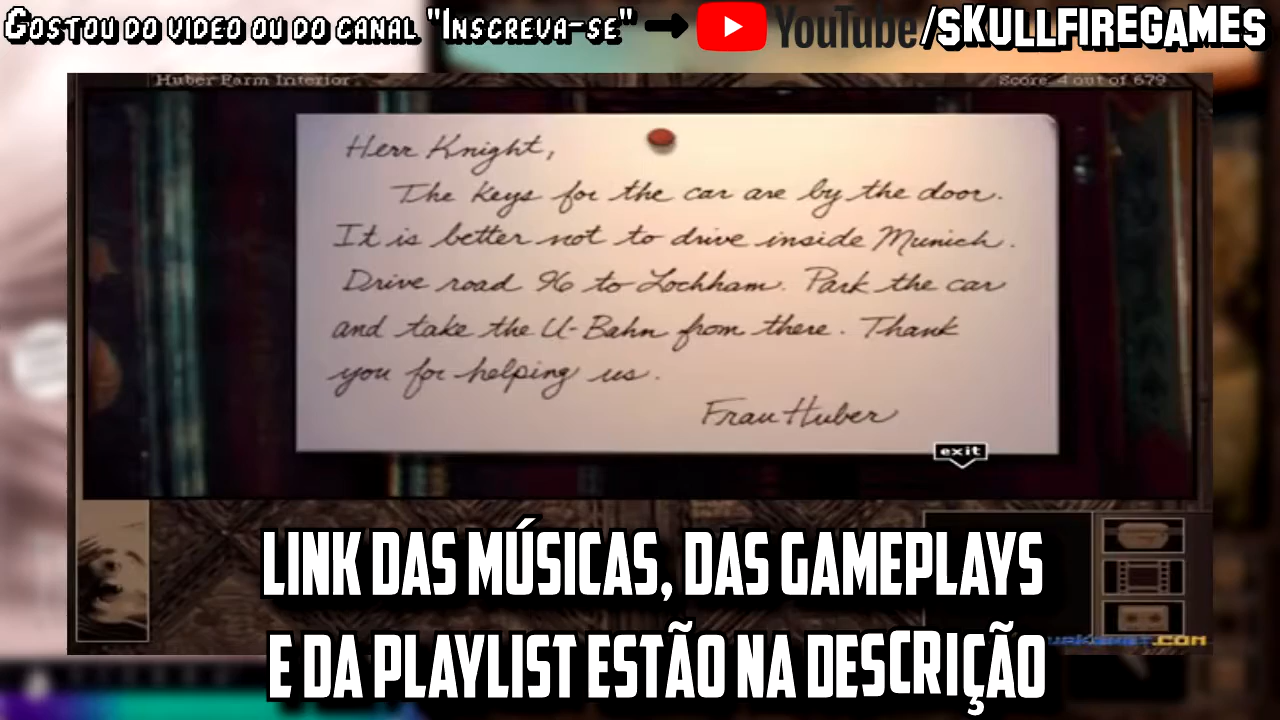 Gostou do video ou do canal "Inscreva-se" → YouTube /sKullfireGames
Huber Farm Interior
Score 4 out of 679
Herr Knight,
The keys for the car are by the door.
It is better not to drive inside Munich.
Drive road 96 to Lochham. Park the car
and take the U-Bahn from there. Thank
you for helping us.
Frau Huber
exit
LINK DAS MÚSICAS, DAS GAMEPLAYS
E DA PLAYLIST ESTÃO NA DESCRIÇÃO
.COM